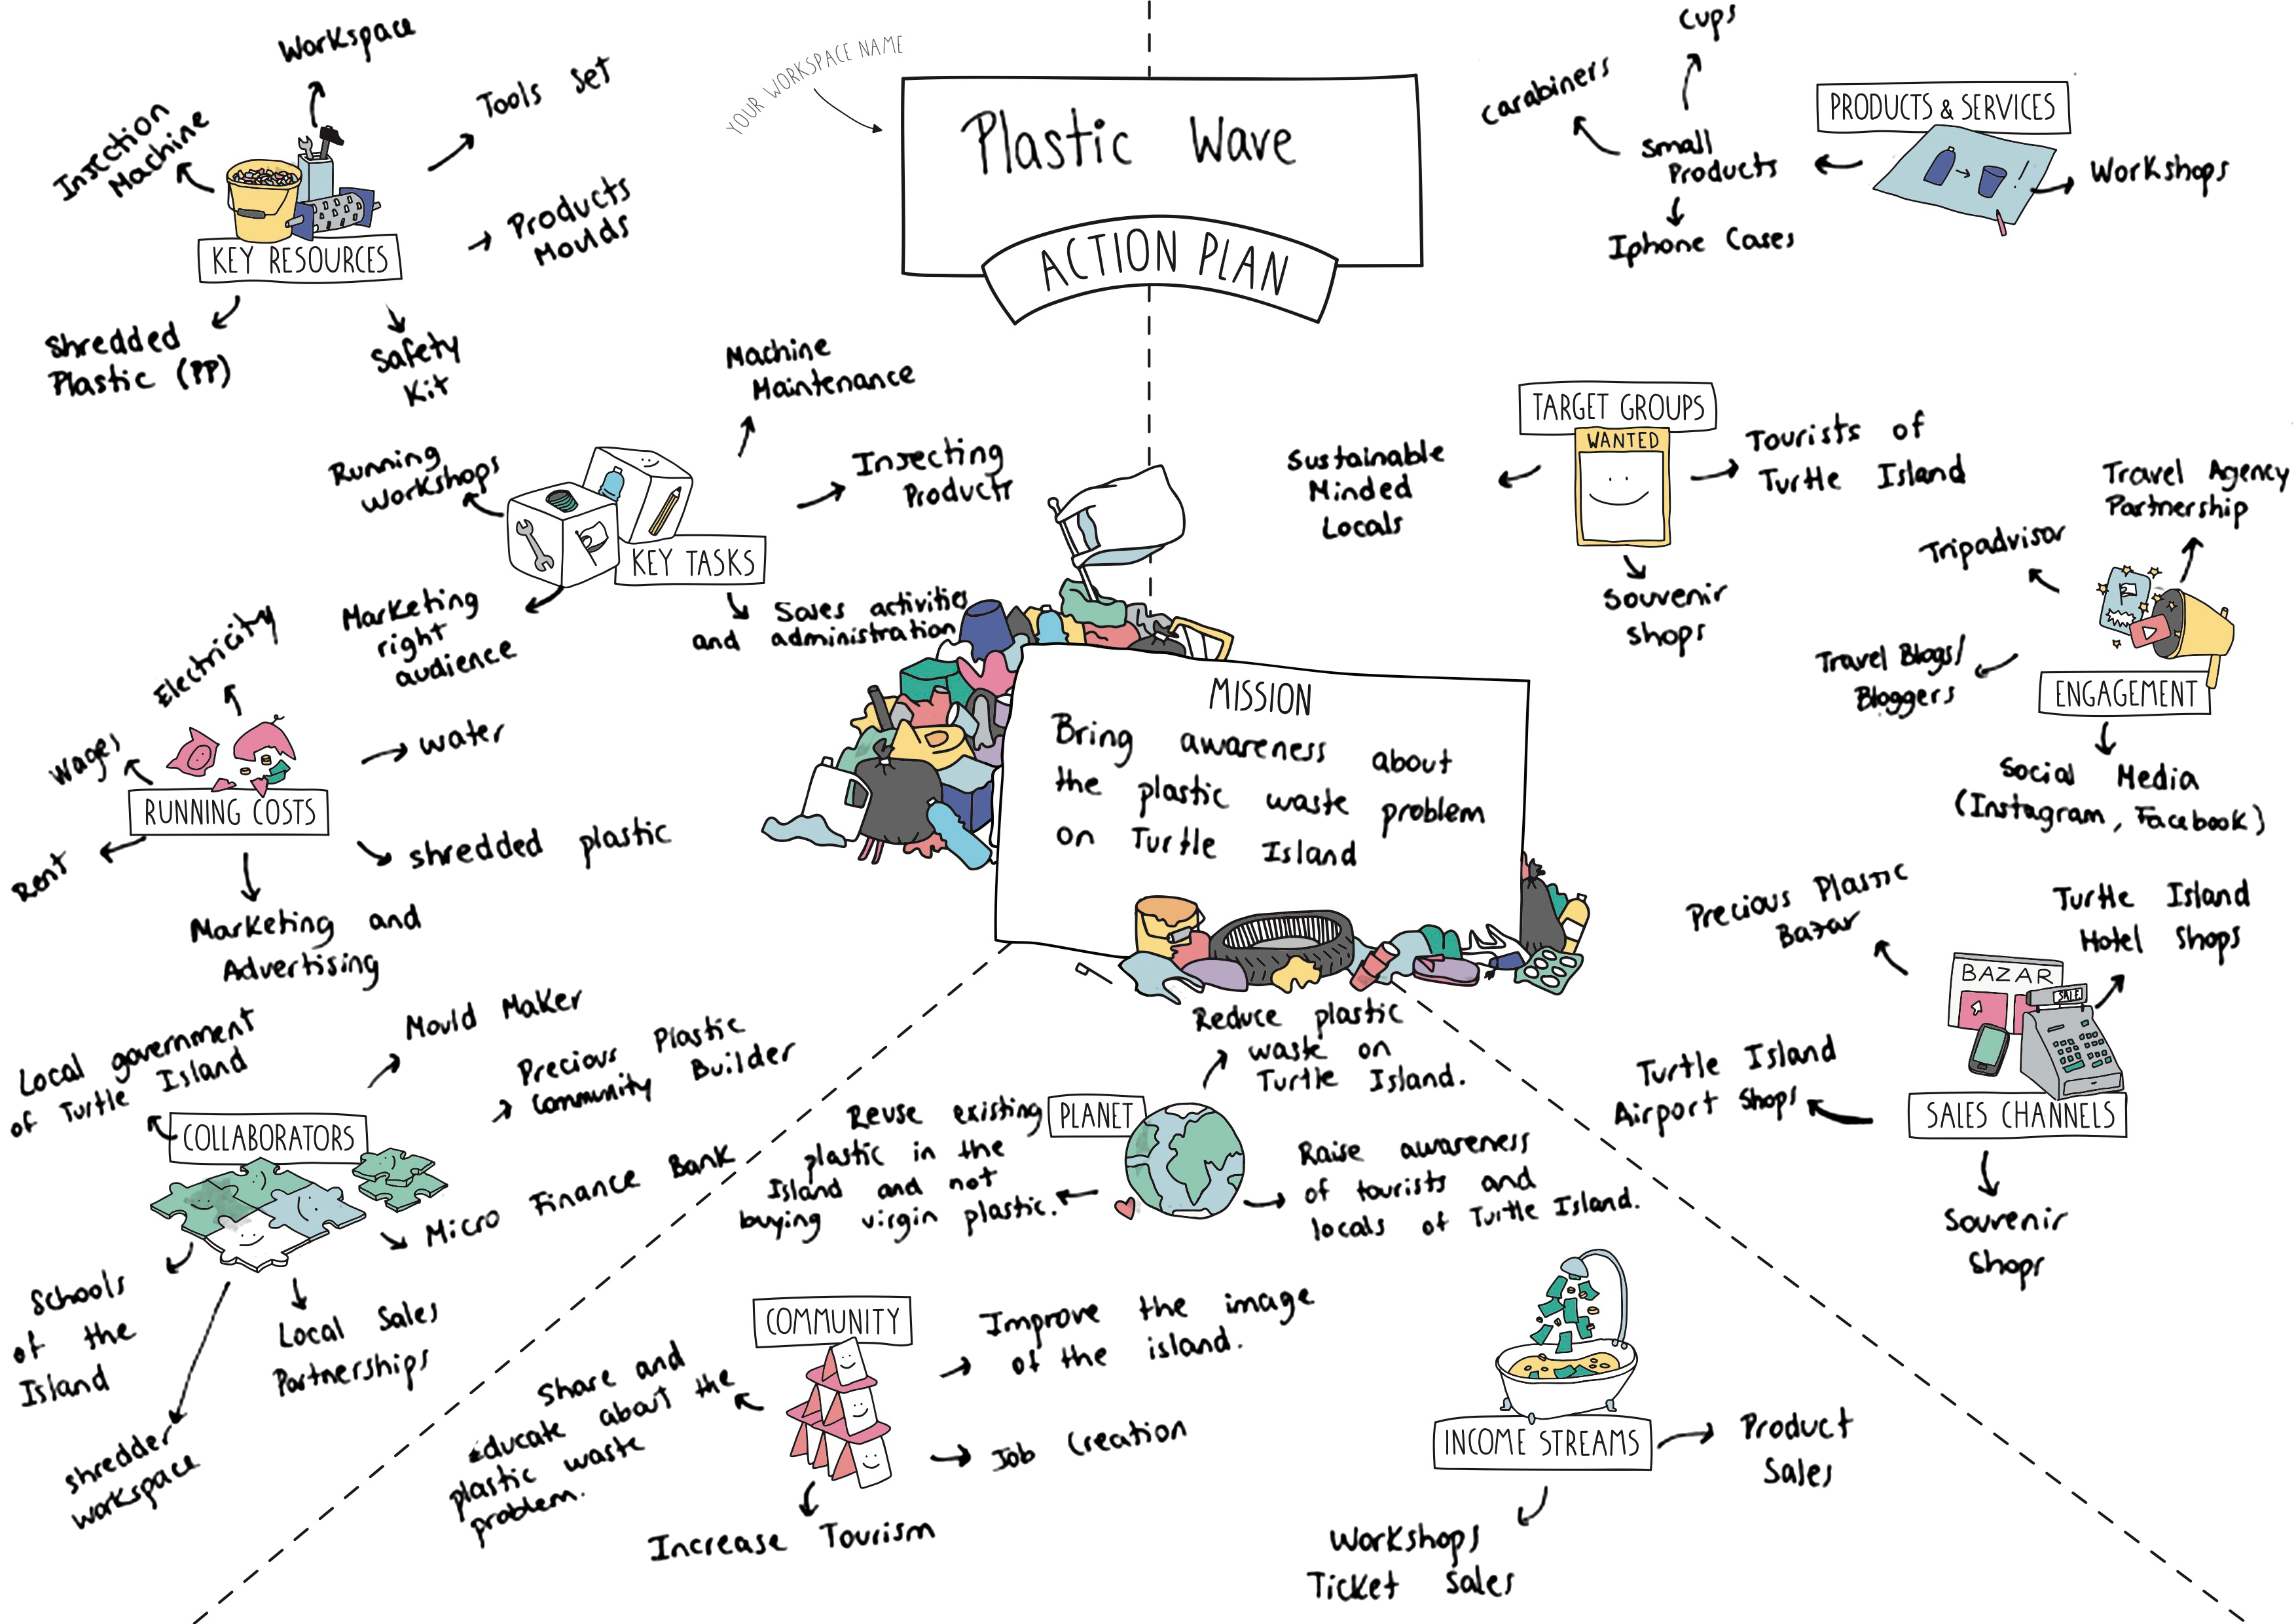 YOUR WORKSPACE NAME
Plastic Wave
ACTION PLAN
Workspace
Injection
Machine
Tools Set
Products
Moulds
KEY RESOURCES
Shredded
Plastic (PP)
Safety
Kit
Machine
Maintenance
Running
Workshops
Injecting
Products
KEY TASKS
Marketing
right
audience
Sales activities
and administration
Electricity
Wages
water
RUNNING COSTS
Rent
shredded plastic
Marketing and
Advertising
Local government
of Turtle Island
Mould Maker
Precious Plastic
Community Builder
COLLABORATORS
Micro Finance Bank
Schools
of the
Island
Local Sales
Partnerships
shredder
workspace
MISSION
Bring awareness about
the plastic waste problem
on Turtle Island
Reduce plastic
waste on
Turtle Island.
PLANET
Reuse existing
plastic in the
Island and not
buying virgin plastic.
Raise awareness
of tourists and
locals of Turtle Island.
COMMUNITY
Improve the image
of the island.
Share and
Educate about the
plastic waste
problem.
Job Creation
Increase Tourism
INCOME STREAMS
Product
Sales
Workshops
Ticket Sales
Cups
Carabiners
Small
Products
Iphone Cases
PRODUCTS & SERVICES
Workshops
TARGET GROUPS
WANTED
Sustainable
Minded
Locals
Tourists of
Turtle Island
Souvenir
shops
Travel Agency
Partnership
Tripadvisor
Travel Blogs/
Bloggers
ENGAGEMENT
Social Media
(Instagram, Facebook)
Precious Plastic
Bazar
Turtle Island
Hotel Shops
BAZAR
SALE
Turtle Island
Airport Shops
SALES CHANNELS
Souvenir
Shops